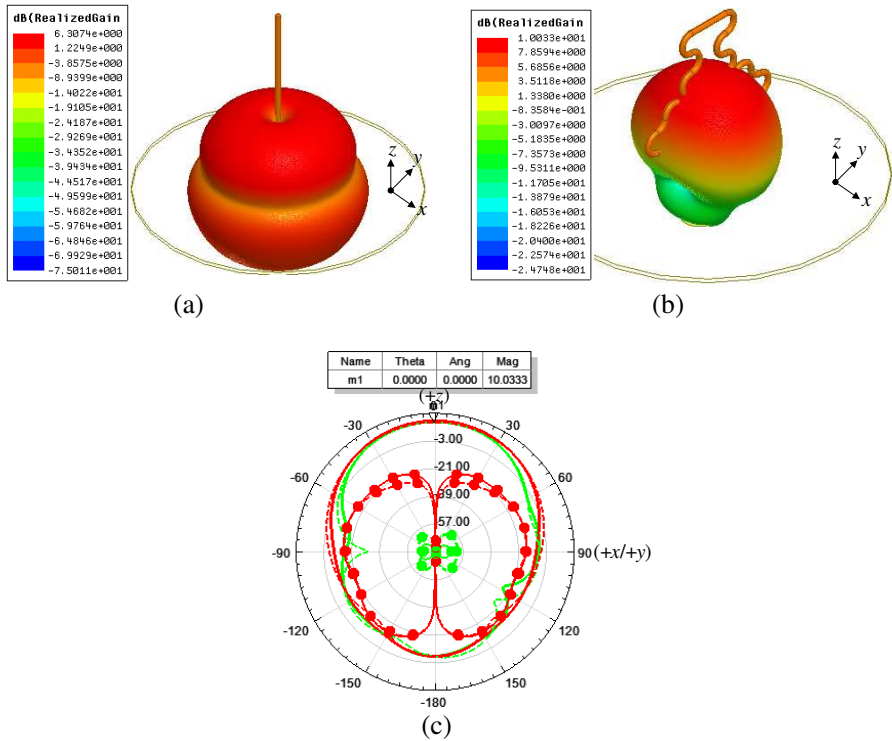 dB(RealizedGain
6.3074e+000
1.2249e+000
-3.8575e+000
-8.9399e+000
-1.4022e+001
-1.9105e+001
-2.4187e+001
-2.9269e+001
-3.4352e+001
-3.9434e+001
-4.4517e+001
-4.9599e+001
-5.4682e+001
-5.9764e+001
-6.4846e+001
-6.9929e+001
-7.5011e+001
z
y
x
(a)
dB(RealizedGain
1.0033e+001
7.8594e+000
5.6856e+000
3.5118e+000
1.3380e+000
-8.3584e-001
-3.0097e+000
-5.1835e+000
-7.3573e+000
-9.5311e+000
-1.1705e+001
-1.3879e+001
-1.6053e+001
-1.8226e+001
-2.0400e+001
-2.2574e+001
-2.4748e+001
z
y
x
(b)
Name Theta Ang Mag
m1 0.0000 0.0000 10.0333
(+z)
-30 30
-3.00
-60 -21.00 60
-39.00
-57.00
-90 90 (+x/+y)
-120 120
-150 150
-180
(c)